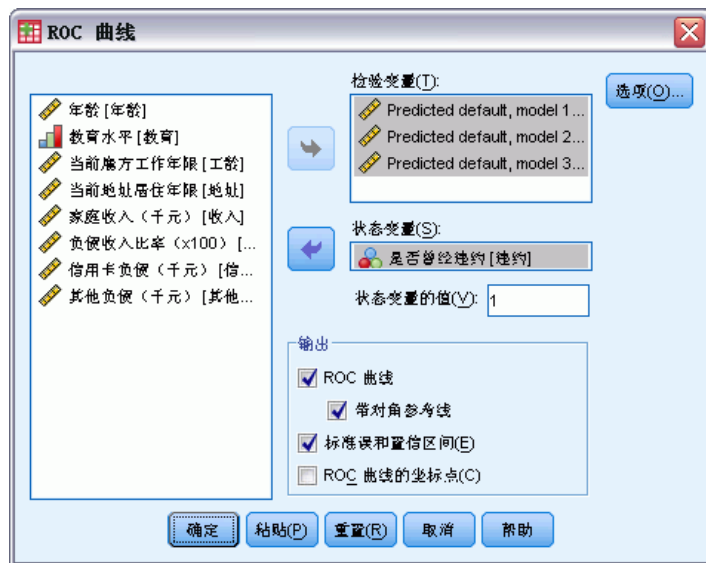 ROC 曲线
检验变量(T):
选项(O)...
年龄 [年龄]
教育水平 [教育]
当前雇方工作年限 [工龄]
当前地址居住年限 [地址]
家庭收入（千元）[收入]
负债收入比率（x100）[...
信用卡负债（千元）[信...
其他负债（千元）[其他...
Predicted default, model 1...
Predicted default, model 2...
Predicted default, model 3...
状态变量(S):
是否曾经违约 [违约]
状态变量的值(V): 1
输出
ROC 曲线
带对角参考线
标准误和置信区间(E)
ROC 曲线的坐标点(C)
确定 粘贴(P) 重置(R) 取消 帮助